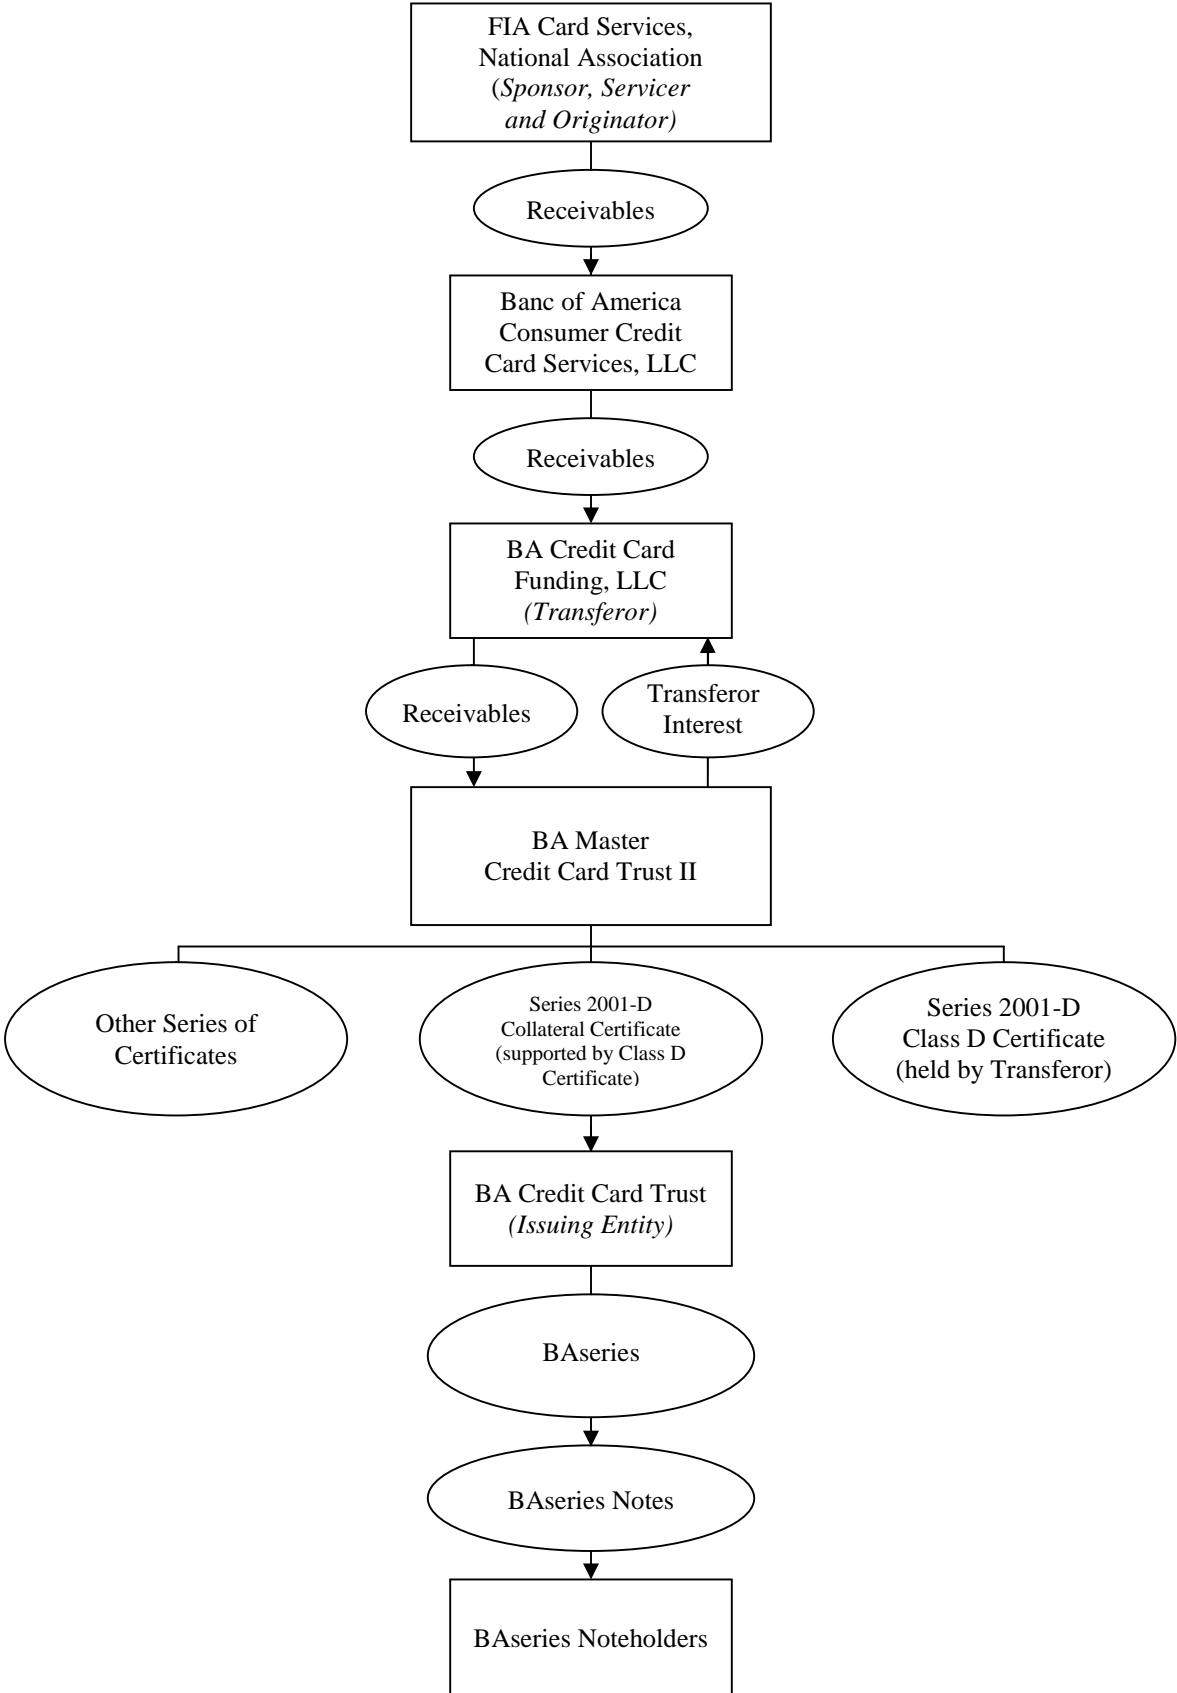 FIA Card Services,
National Association
(Sponsor, Servicer
and Originator)
Receivables
Banc of America
Consumer Credit
Card Services, LLC
Receivables
BA Credit Card
Funding, LLC
(Transferor)
Receivables
Transferor
Interest
BA Master
Credit Card Trust II
Other Series of
Certificates
Series 2001-D
Collateral Certificate
(supported by Class D
Certificate)
Series 2001-D
Class D Certificate
(held by Transferor)
BA Credit Card Trust
(Issuing Entity)
BAseries
BAseries Notes
BAseries Noteholders